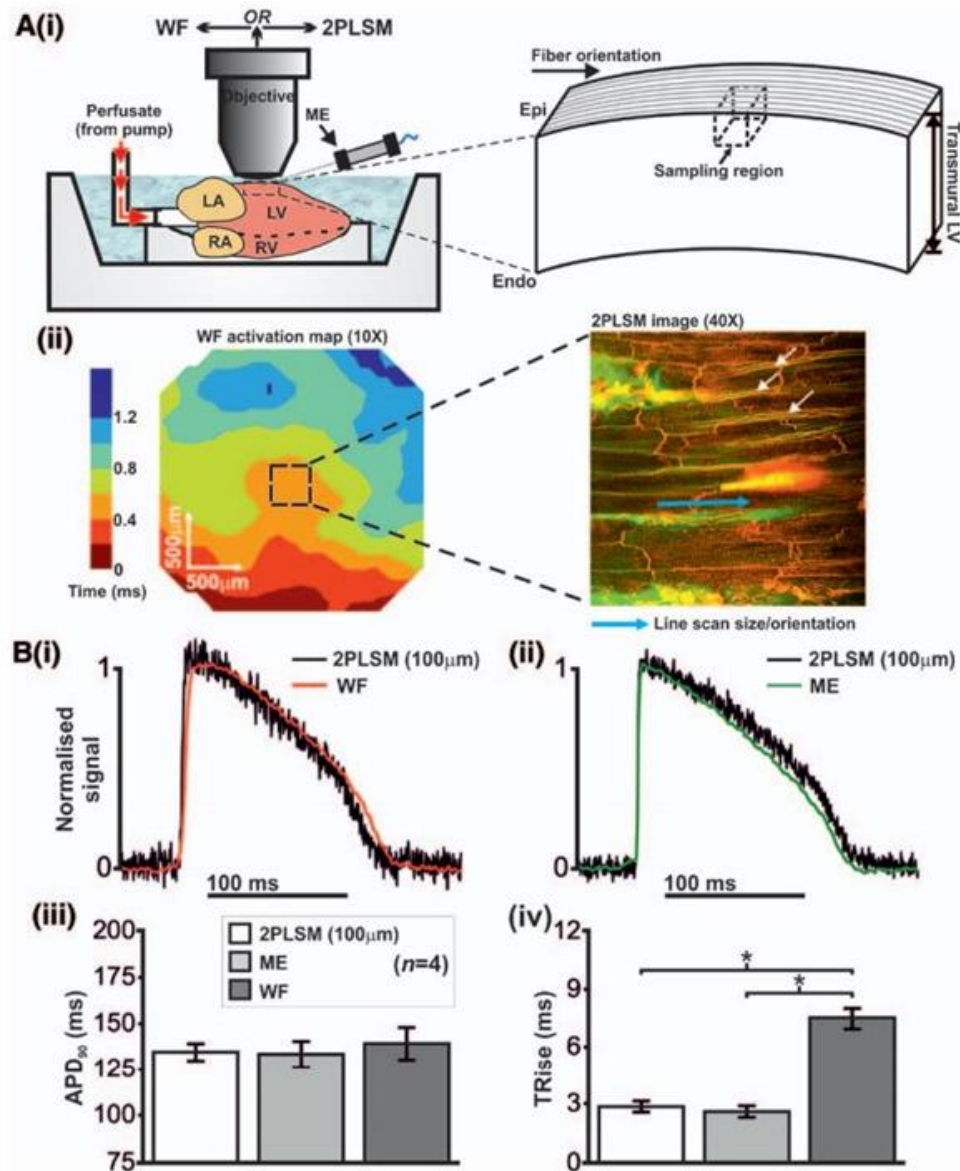 A(i)
WF OR 2PLSM
Objective
Perfusate
(from pump)
ME
LA
LV
RA
RV
Fiber orientation
Epi
Sampling region
Endo
Transmural LV
(ii)
WF activation map (10X)
1.2
0.8
0.4
0
Time (ms)
500μm
500μm
2PLSM image (40X)
Line scan size/orientation
B(i)
2PLSM (100μm)
WF
1
Normalised
signal
0
100 ms
(ii)
2PLSM (100μm)
ME
1
0
100 ms
(iii)
200
175
150
125
100
75
APD90 (ms)
2PLSM (100μm)
ME
WF
(n=4)
(iv)
12
9
6
3
0
TRise (ms)
*
*